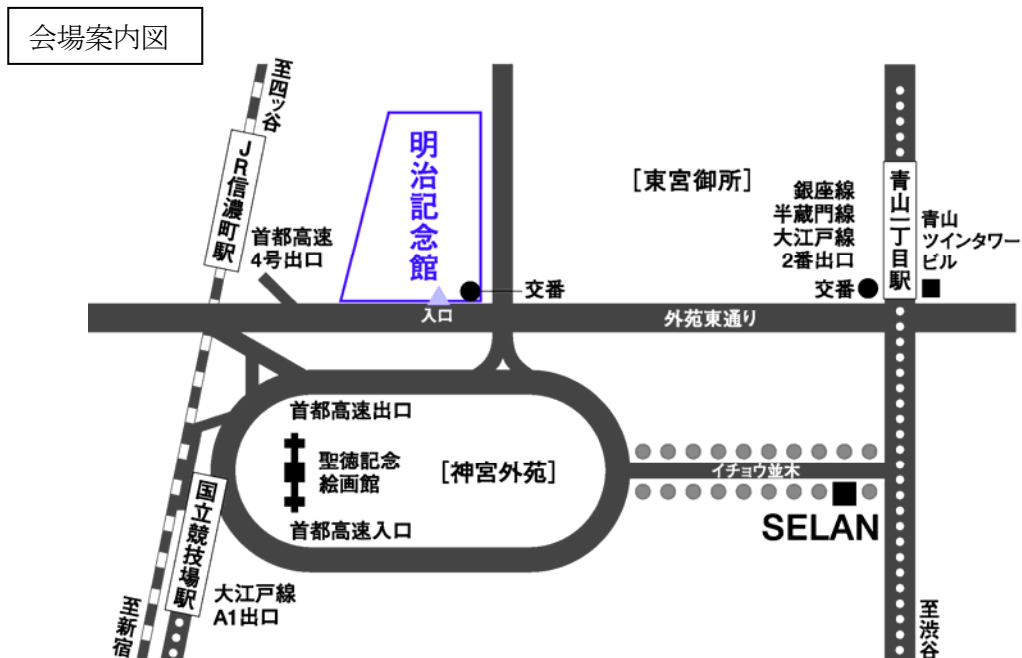 会場案内図
至四ッ谷
JR信濃町駅
首都高速
4号出口
明治記念館
入口
交番
[東宮御所]
銀座線
半蔵門線
大江戸線
2番出口
交番
青山一丁目駅
青山
ツインタワー
ビル
外苑東通り
首都高速出口
聖徳記念
絵画館
[神宮外苑]
首都高速入口
イチョウ並木
SELAN
国立競技場駅
大江戸線
A1出口
至新宿
至渋谷